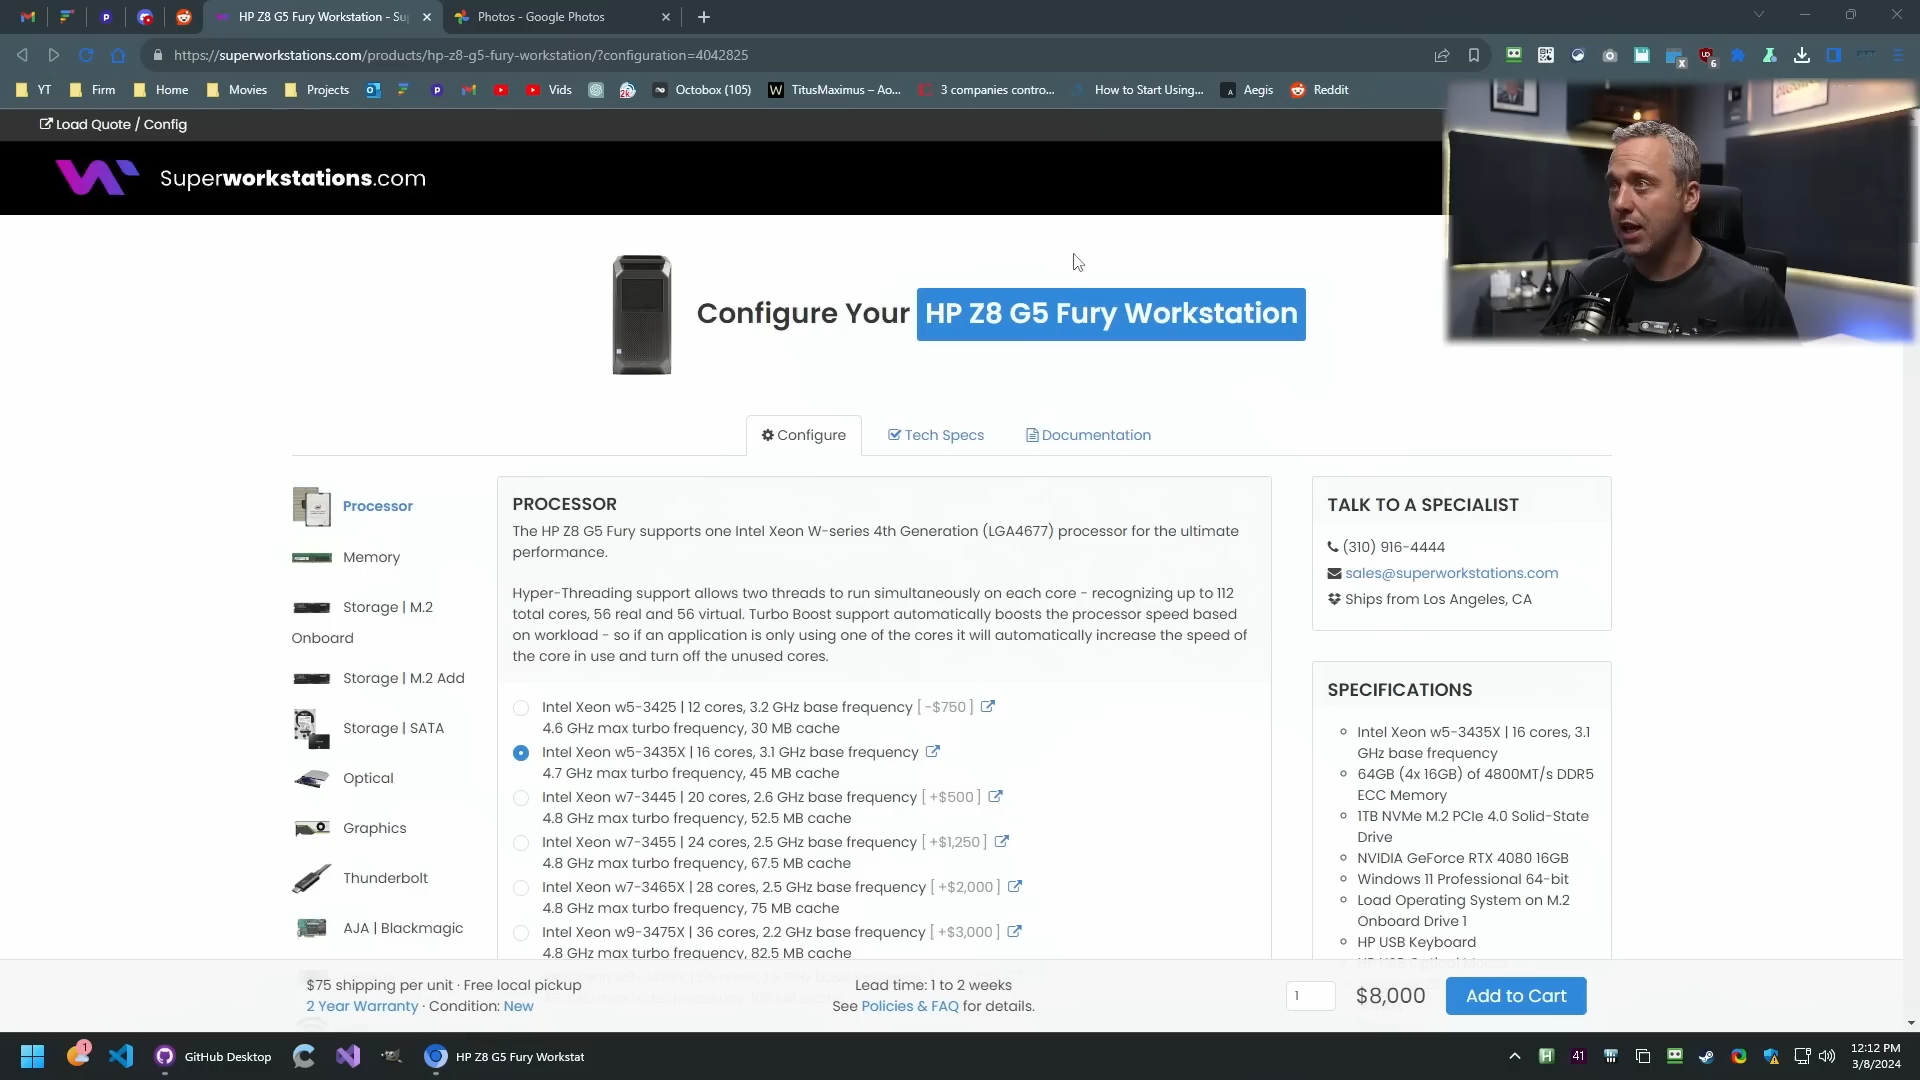 HP Z8 G5 Fury Workstation - Su
Photos - Google Photos
https://superworkstations.com/products/hp-z8-g5-fury-workstation/?configuration=4042825
6
YT
Firm
Home
Movies
Projects
Vids
Octobox (105)
TitusMaximus – Ao...
3 companies contro...
How to Start Using...
Aegis
Reddit
Load Quote / Config
Superworkstations.com
Configure Your HP Z8 G5 Fury Workstation
Configure
Tech Specs
Documentation
Processor
Memory
Storage | M.2
Onboard
Storage | M.2 Add
Storage | SATA
Optical
Graphics
Thunderbolt
AJA | Blackmagic
PROCESSOR
The HP Z8 G5 Fury supports one Intel Xeon W-series 4th Generation (LGA4677) processor for the ultimate
performance.
Hyper-Threading support allows two threads to run simultaneously on each core - recognizing up to 112
total cores, 56 real and 56 virtual. Turbo Boost support automatically boosts the processor speed based
on workload - so if an application is only using one of the cores it will automatically increase the speed of
the core in use and turn off the unused cores.
Intel Xeon w5-3425 | 12 cores, 3.2 GHz base frequency [ -$750 ]
4.6 GHz max turbo frequency, 30 MB cache
Intel Xeon w5-3435X | 16 cores, 3.1 GHz base frequency
4.7 GHz max turbo frequency, 45 MB cache
Intel Xeon w7-3445 | 20 cores, 2.6 GHz base frequency [ +$500 ]
4.8 GHz max turbo frequency, 52.5 MB cache
Intel Xeon w7-3455 | 24 cores, 2.5 GHz base frequency [ +$1,250 ]
4.8 GHz max turbo frequency, 67.5 MB cache
Intel Xeon w7-3465X | 28 cores, 2.5 GHz base frequency [ +$2,000 ]
4.8 GHz max turbo frequency, 75 MB cache
Intel Xeon w9-3475X | 36 cores, 2.2 GHz base frequency [ +$3,000 ]
4.8 GHz max turbo frequency, 82.5 MB cache
TALK TO A SPECIALIST
(310) 916-4444
sales@superworkstations.com
Ships from Los Angeles, CA
SPECIFICATIONS
Intel Xeon w5-3435X | 16 cores, 3.1
GHz base frequency
64GB (4x 16GB) of 4800MT/s DDR5
ECC Memory
1TB NVMe M.2 PCIe 4.0 Solid-State
Drive
NVIDIA GeForce RTX 4080 16GB
Windows 11 Professional 64-bit
Load Operating System on M.2
Onboard Drive 1
HP USB Keyboard
$75 shipping per unit · Free local pickup
2 Year Warranty · Condition: New
Lead time: 1 to 2 weeks
See Policies & FAQ for details.
1
$8,000
Add to Cart
1
GitHub Desktop
HP Z8 G5 Fury Workstat
41
12:12 PM
3/8/2024